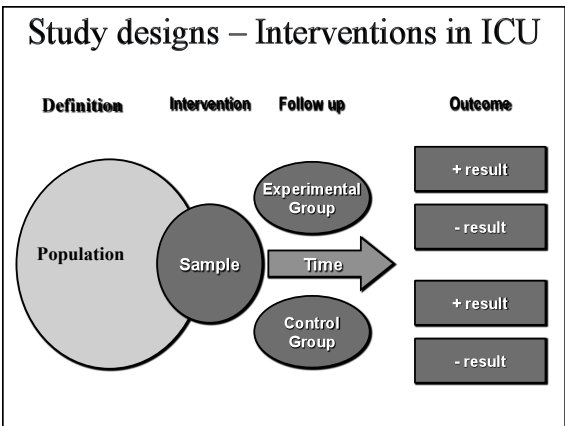 Study designs – Interventions in ICU
Definition
Intervention
Follow up
Outcome
Population
Sample
Experimental
Group
Time
Control
Group
+ result
- result
+ result
- result